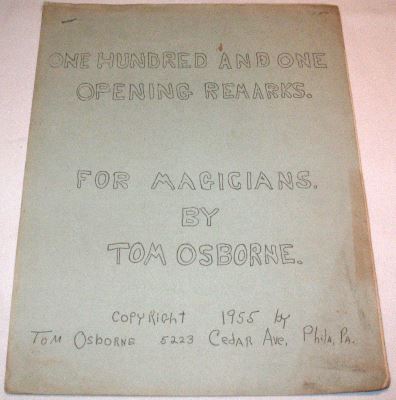 ONE HUNDRED AND ONE
OPENING REMARKS.
FOR MAGICIANS.
BY
TOM OSBORNE.
COPYRIGHT 1955 by
TOM OSBORNE 5223 CEDAR AVE, Phila, Pa.